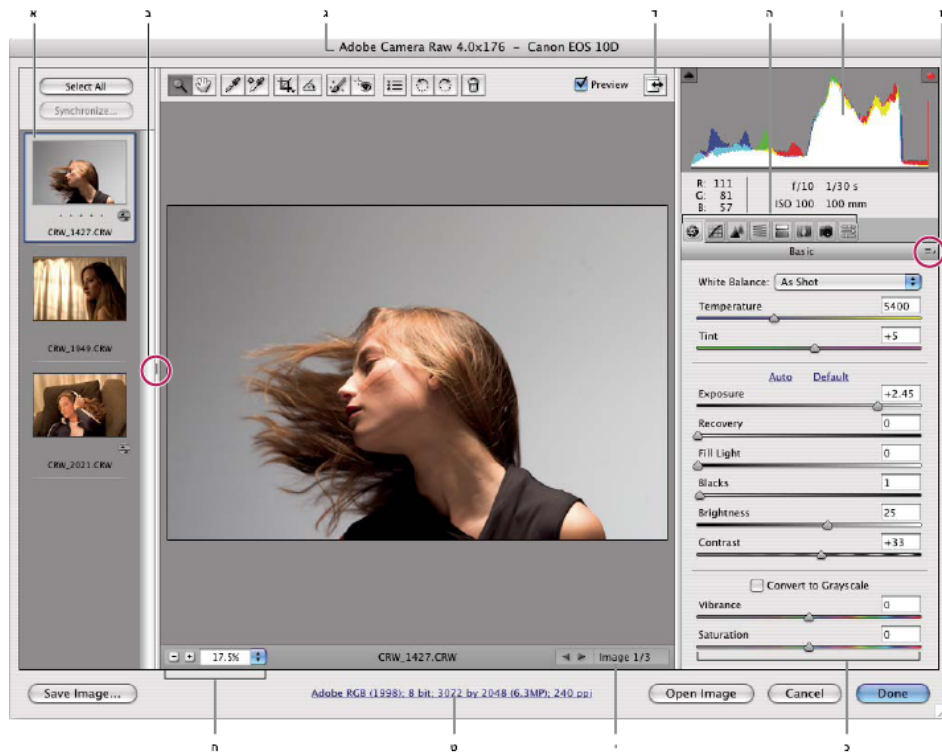 א ב ג ד ה ו ז
Adobe Camera Raw 4.0x176 – Canon EOS 10D
Select All
Synchronize...
Preview
CRW_1427.CRW
CRW_1949.CRW
CRW_2021.CRW
R: 111
G: 81
B: 57
f/10 1/30 s
ISO 100 100 mm
Basic
White Balance: As Shot
Temperature 5400
Tint +5
Auto Default
Exposure +2.45
Recovery 0
Fill Light 0
Blacks 1
Brightness 25
Contrast +33
Convert to Grayscale
Vibrance 0
Saturation 0
17.5% CRW_1427.CRW Image 1/3
Save Image... Adobe RGB (1998); 8 bit; 3022 by 2048 (6.3MP); 240 ppi Open Image Cancel Done
ח ט י כ